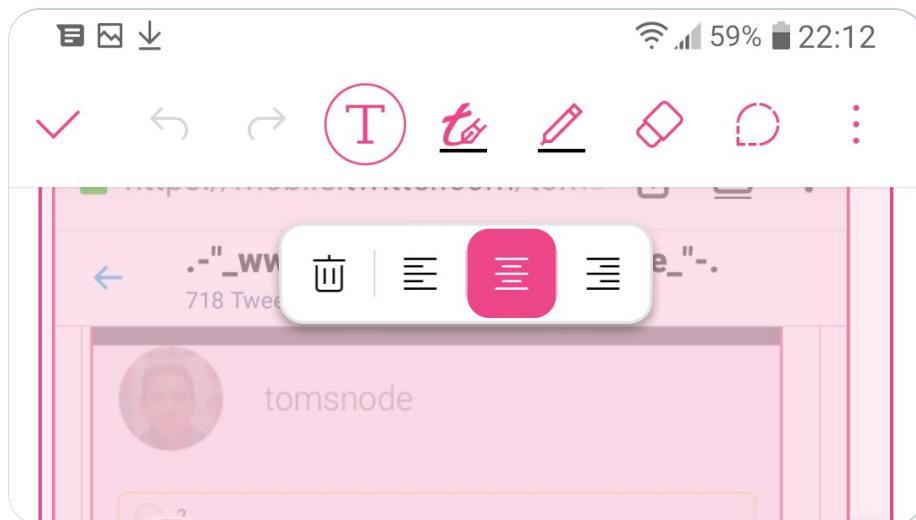 59% 22:12
T t
.-"_ww e_"-.
718 Twee
tomsnode
?